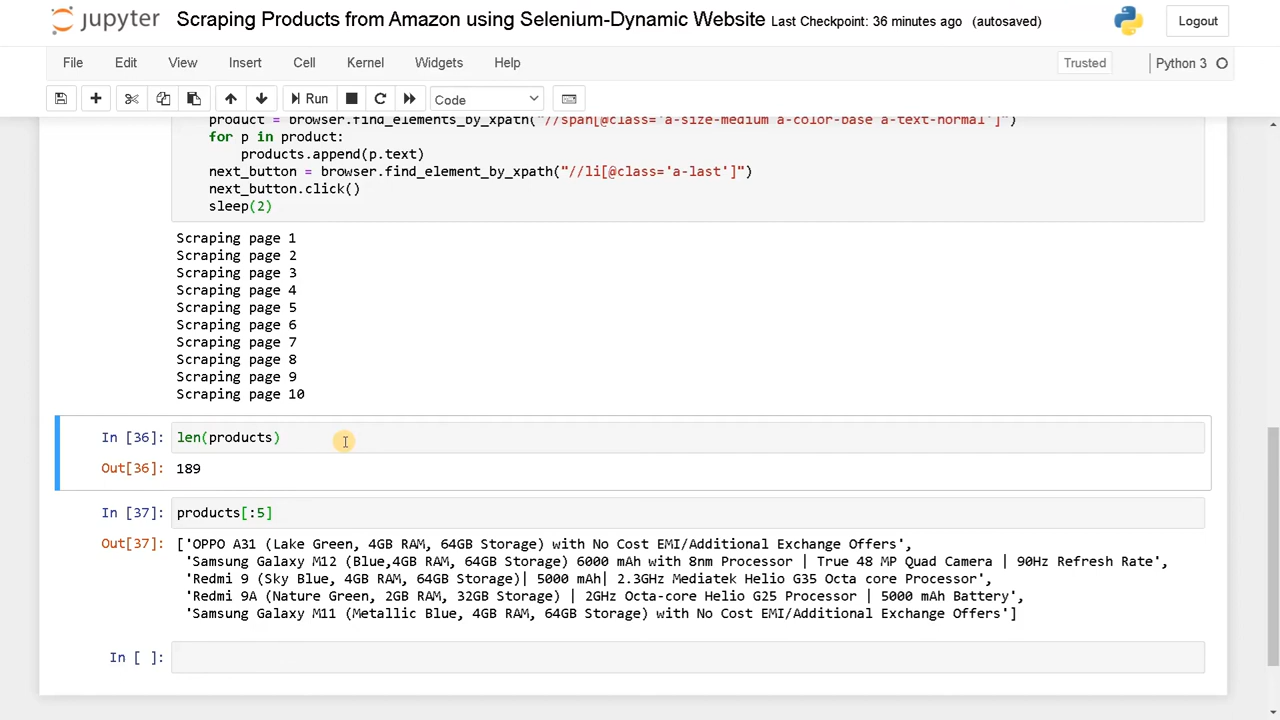 jupyter Scraping Products from Amazon using Selenium-Dynamic Website Last Checkpoint: 36 minutes ago (autosaved) Logout
File Edit View Insert Cell Kernel Widgets Help Trusted Python 3
Run Code
product = browser.find_elements_by_xpath("//span[@class='a-size-medium a-color-base a-text-normal']")
for p in product:
products.append(p.text)
next_button = browser.find_element_by_xpath("//li[@class='a-last']")
next_button.click()
sleep(2)
Scraping page 1
Scraping page 2
Scraping page 3
Scraping page 4
Scraping page 5
Scraping page 6
Scraping page 7
Scraping page 8
Scraping page 9
Scraping page 10
In [36]: len(products)
Out[36]: 189
In [37]: products[:5]
Out[37]: ['OPPO A31 (Lake Green, 4GB RAM, 64GB Storage) with No Cost EMI/Additional Exchange Offers',
'Samsung Galaxy M12 (Blue,4GB RAM, 64GB Storage) 6000 mAh with 8nm Processor | True 48 MP Quad Camera | 90Hz Refresh Rate',
'Redmi 9 (Sky Blue, 4GB RAM, 64GB Storage)| 5000 mAh| 2.3GHz Mediatek Helio G35 Octa core Processor',
'Redmi 9A (Nature Green, 2GB RAM, 32GB Storage) | 2GHz Octa-core Helio G25 Processor | 5000 mAh Battery',
'Samsung Galaxy M11 (Metallic Blue, 4GB RAM, 64GB Storage) with No Cost EMI/Additional Exchange Offers']
In [ ]: